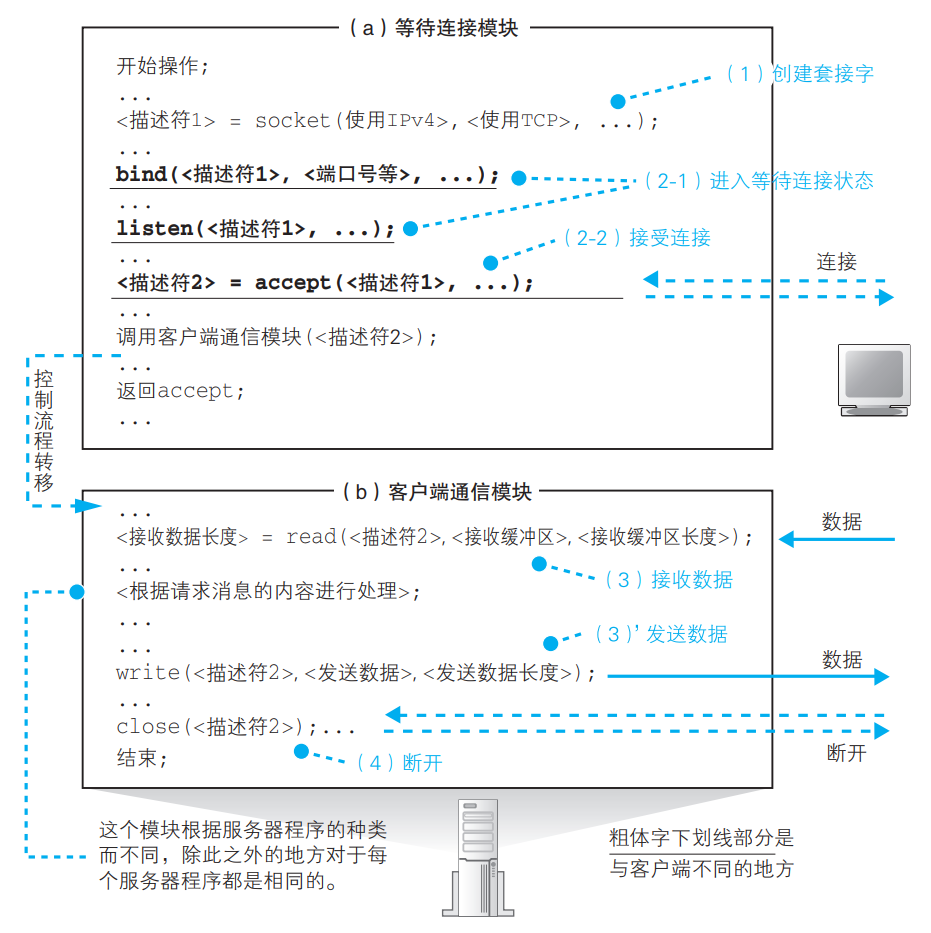 (a)等待连接模块
开始操作;
...
(1)创建套接字
<描述符1> = socket(使用IPv4>,<使用TCP>, ...);
...
bind(<描述符1>, <端口号等>, ...);
(2-1)进入等待连接状态
...
listen(<描述符1>, ...);
(2-2)接受连接
...
<描述符2> = accept(<描述符1>, ...);
连接
...
调用客户端通信模块(<描述符2>);
...
返回accept;
...
控制流程转移
(b)客户端通信模块
...
<接收数据长度> = read(<描述符2>,<接收缓冲区>,<接收缓冲区长度>);
数据
...
(3)接收数据
<根据请求消息的内容进行处理>;
...
(3)’发送数据
...
write(<描述符2>,<发送数据>,<发送数据长度>);
数据
...
close(<描述符2>);...
断开
结束;
(4)断开
这个模块根据服务器程序的种类
而不同，除此之外的地方对于每
个服务器程序都是相同的。
粗体字下划线部分是
与客户端不同的地方